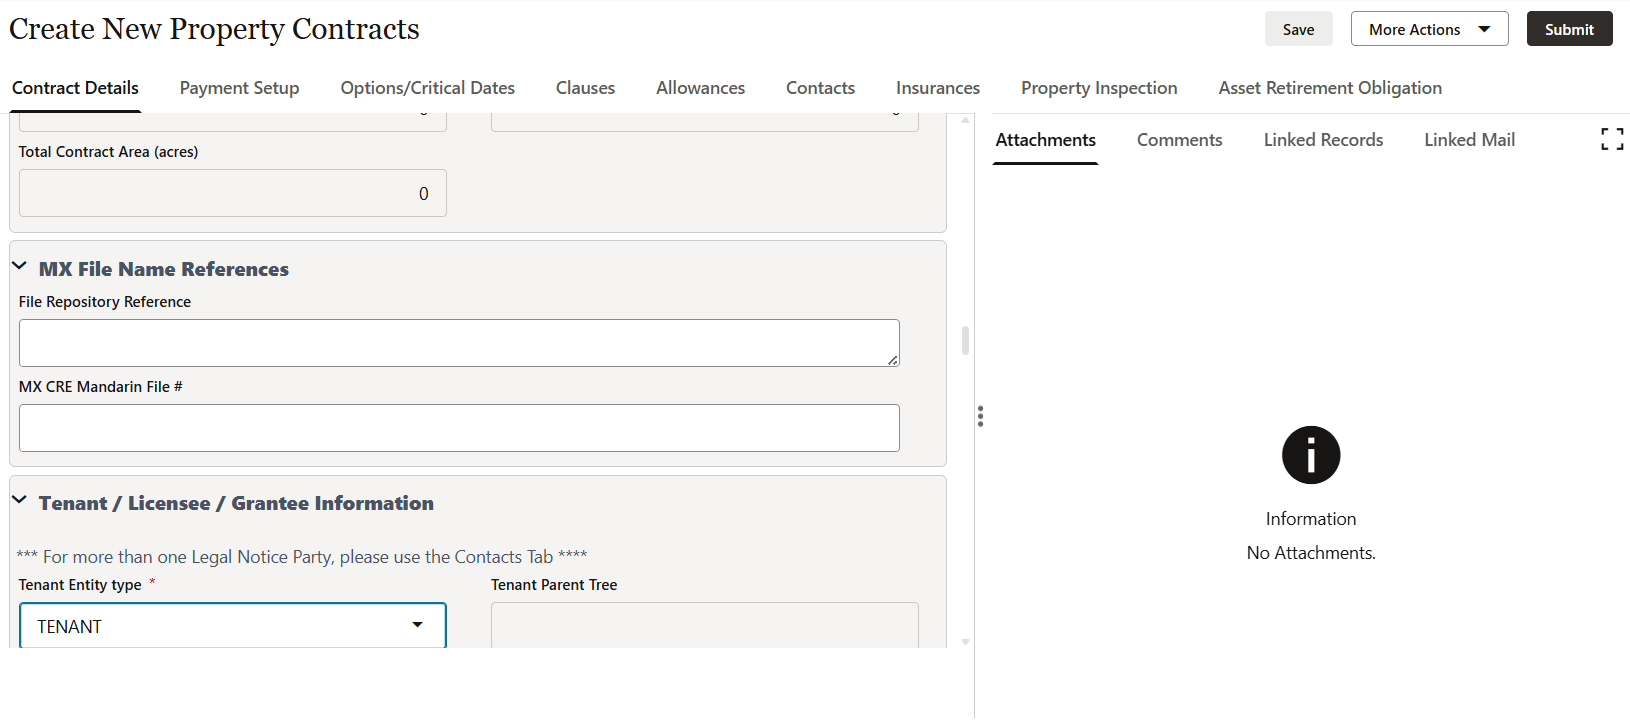 Create New Property Contracts
Save
More Actions
Submit
Contract Details
Payment Setup
Options/Critical Dates
Clauses
Allowances
Contacts
Insurances
Property Inspection
Asset Retirement Obligation
Total Contract Area (acres)
0
MX File Name References
File Repository Reference
MX CRE Mandarin File #
Tenant / Licensee / Grantee Information
*** For more than one Legal Notice Party, please use the Contacts Tab ****
Tenant Entity type *
Tenant Parent Tree
TENANT
Attachments
Comments
Linked Records
Linked Mail
Information
No Attachments.